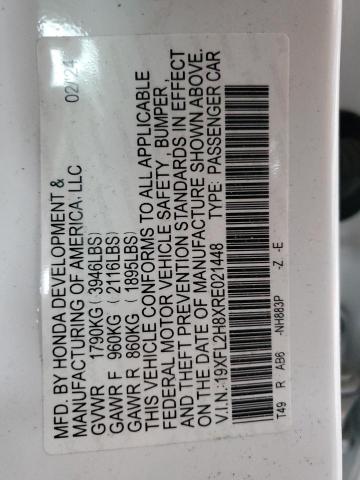 MFD. BY HONDA DEVELOPMENT & 02/24
MANUFACTURING OF AMERICA, LLC
GVWR 1790KG (3946LBS)
GAWR F 960KG (2116LBS)
GAWR R 860KG (1895LBS)
THIS VEHICLE CONFORMS TO ALL APPLICABLE
FEDERAL MOTOR VEHICLE SAFETY, BUMPER,
AND THEFT PREVENTION STANDARDS IN EFFECT
ON THE DATE OF MANUFACTURE SHOWN ABOVE.
V.I.N.:19XFL2H8XRE021448 TYPE: PASSENGER CAR
T49 R AB6 -NH883P -Z -E